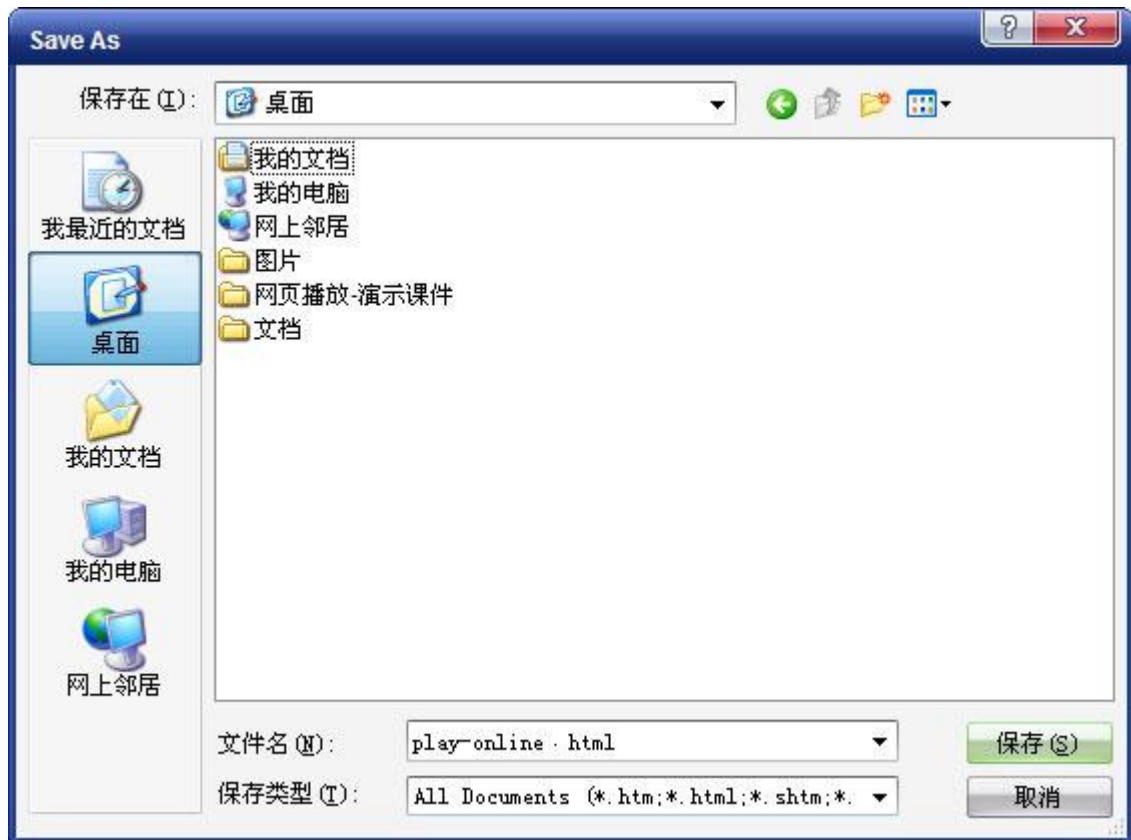 Save As
保存在(I):
桌面
我最近的文档
桌面
我的文档
我的电脑
网上邻居
我的文档
我的电脑
网上邻居
图片
网页播放-演示课件
文档
文件名(N):
play-online.html
保存(S)
保存类型(T):
All Documents (*.htm;*.html;*.shtm;*.
取消